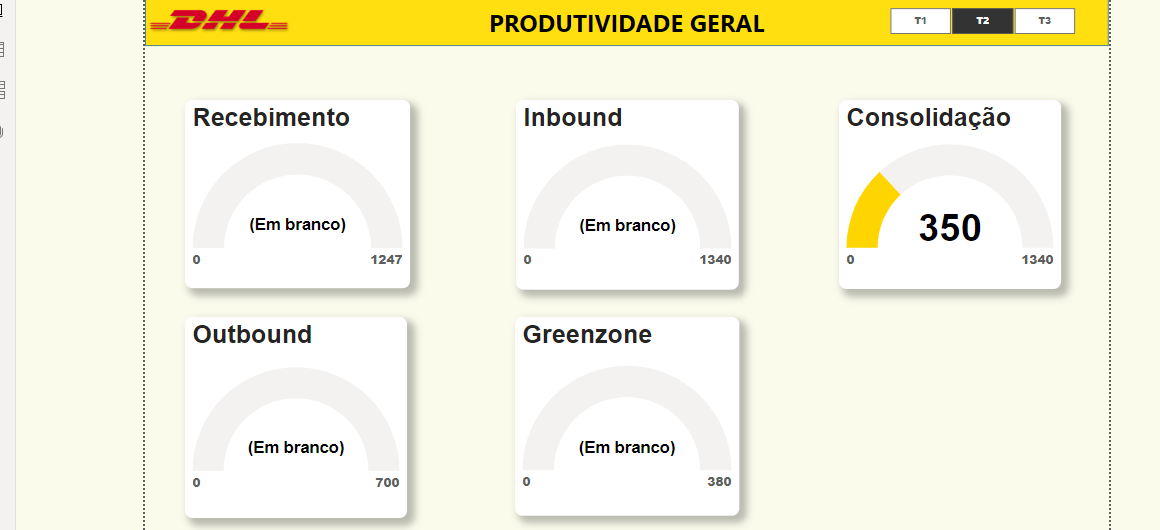 DHL
PRODUTIVIDADE GERAL
T1
T2
T3
Recebimento
(Em branco)
0
1247
Inbound
(Em branco)
0
1340
Consolidação
350
0
1340
Outbound
(Em branco)
0
700
Greenzone
(Em branco)
0
380